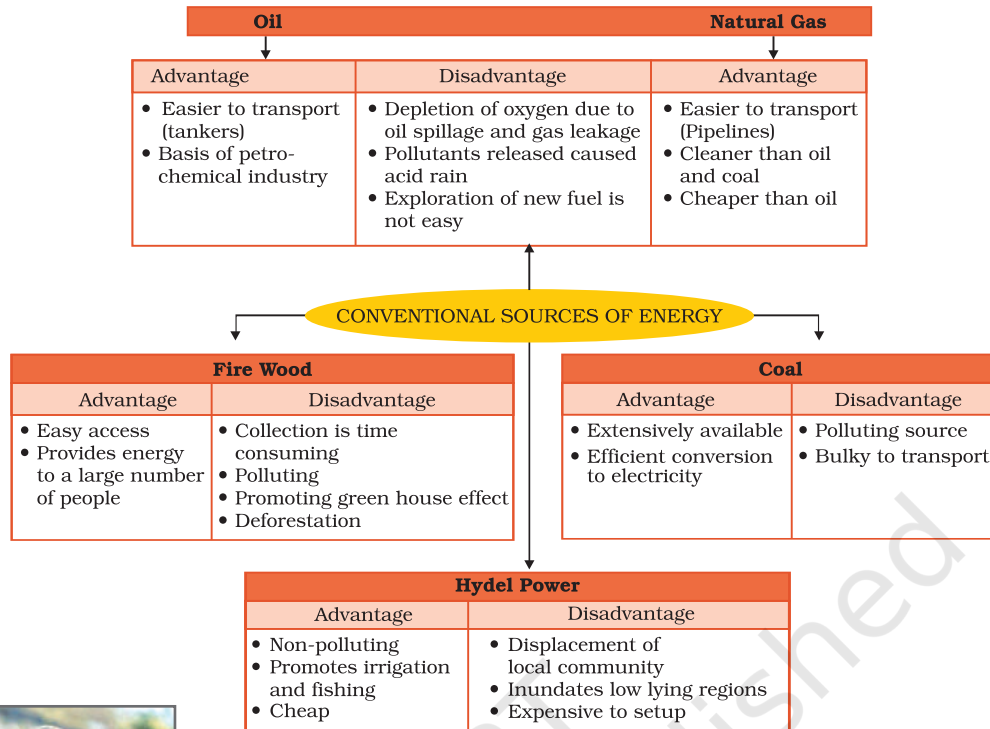 Oil Natural Gas
Advantage Disadvantage Advantage
• Easier to transport
(tankers)
• Basis of petro-
chemical industry
• Depletion of oxygen due to
oil spillage and gas leakage
• Pollutants released caused
acid rain
• Exploration of new fuel is
not easy
• Easier to transport
(Pipelines)
• Cleaner than oil
and coal
• Cheaper than oil
CONVENTIONAL SOURCES OF ENERGY
Fire Wood
Advantage Disadvantage
• Easy access
• Provides energy
to a large number
of people
• Collection is time
consuming
• Polluting
• Promoting green house effect
• Deforestation
Coal
Advantage Disadvantage
• Extensively available
• Efficient conversion
to electricity
• Polluting source
• Bulky to transport
Hydel Power
Advantage Disadvantage
• Non-polluting
• Promotes irrigation
and fishing
• Cheap
• Displacement of
local community
• Inundates low lying regions
• Expensive to setup